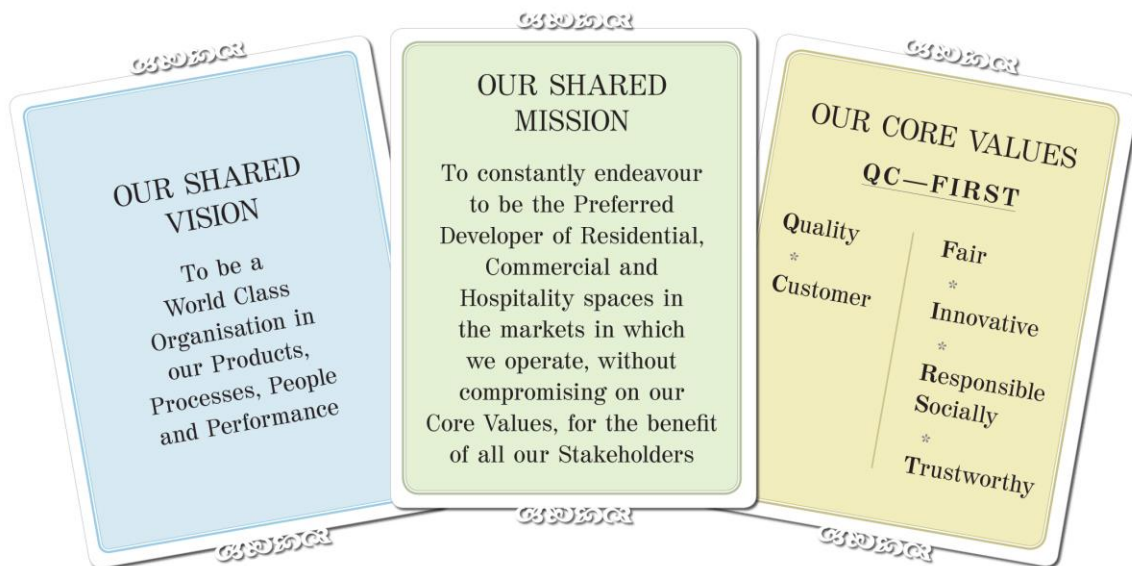 OUR SHARED
VISION
To be a
World Class
Organisation in
our Products,
Processes, People
and Performance
OUR SHARED
MISSION
To constantly endeavour
to be the Preferred
Developer of Residential,
Commercial and
Hospitality spaces in
the markets in which
we operate, without
compromising on our
Core Values, for the benefit
of all our Stakeholders
OUR CORE VALUES
QC—FIRST
Quality
*
Customer
Fair
*
Innovative
*
Responsible
Socially
*
Trustworthy